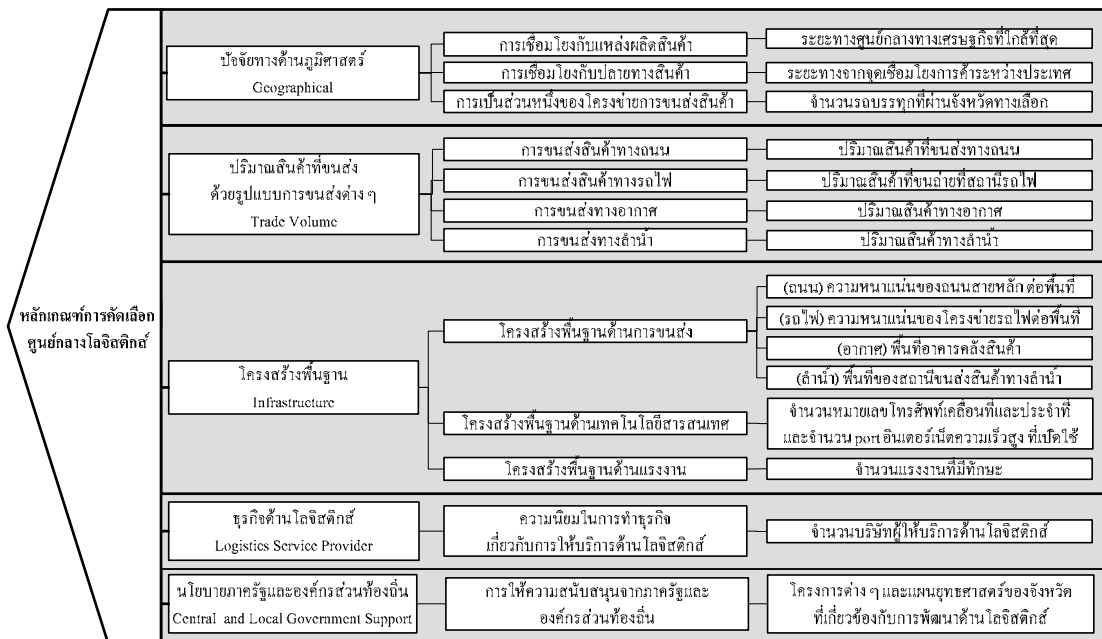 หลักเกณฑ์การคัดเลือก
ศูนย์กลางโลจิสติกส์
ปัจจัยทางด้านภูมิศาสตร์
Geographical
การเชื่อมโยงกับแหล่งผลิตสินค้า
ระยะทางศูนย์กลางทางเศรษฐกิจที่ใกล้ที่สุด
การเชื่อมโยงกับปลายทางสินค้า
ระยะทางจากจุดเชื่อมโยงการค้าระหว่างประเทศ
การเป็นส่วนหนึ่งของโครงข่ายการขนส่งสินค้า
จำนวนรถบรรทุกที่ผ่านจังหวัดทางเลือก
ปริมาณสินค้าที่ขนส่ง
ด้วยรูปแบบการขนส่งต่าง ๆ
Trade Volume
การขนส่งสินค้าทางถนน
ปริมาณสินค้าที่ขนส่งทางถนน
การขนส่งสินค้าทางรถไฟ
ปริมาณสินค้าที่ขนถ่ายที่สถานีรถไฟ
การขนส่งทางอากาศ
ปริมาณสินค้าทางอากาศ
การขนส่งทางลำน้ำ
ปริมาณสินค้าทางลำน้ำ
โครงสร้างพื้นฐาน
Infrastructure
โครงสร้างพื้นฐานด้านการขนส่ง
(ถนน) ความหนาแน่นของถนนสายหลัก ต่อพื้นที่
(รถไฟ) ความหนาแน่นของโครงข่ายรถไฟต่อพื้นที่
(อากาศ) พื้นที่อาคารคลังสินค้า
(ลำน้ำ) พื้นที่ของสถานีขนส่งสินค้าทางลำน้ำ
โครงสร้างพื้นฐานด้านเทคโนโลยีสารสนเทศ
จำนวนหมายเลขโทรศัพท์เคลื่อนที่และประจำที่
และจำนวน port อินเตอร์เน็ตความเร็วสูง ที่เปิดใช้
โครงสร้างพื้นฐานด้านแรงงาน
จำนวนแรงงานที่มีทักษะ
ธุรกิจด้านโลจิสติกส์
Logistics Service Provider
ความนิยมในการทำธุรกิจ
เกี่ยวกับการให้บริการด้านโลจิสติกส์
จำนวนบริษัทผู้ให้บริการด้านโลจิสติกส์
นโยบายภาครัฐและองค์กรส่วนท้องถิ่น
Central and Local Government Support
การให้ความสนับสนุนจากภาครัฐและ
องค์กรส่วนท้องถิ่น
โครงการต่าง ๆ และแผนยุทธศาสตร์ของจังหวัด
ที่เกี่ยวข้องกับการพัฒนาด้านโลจิสติกส์